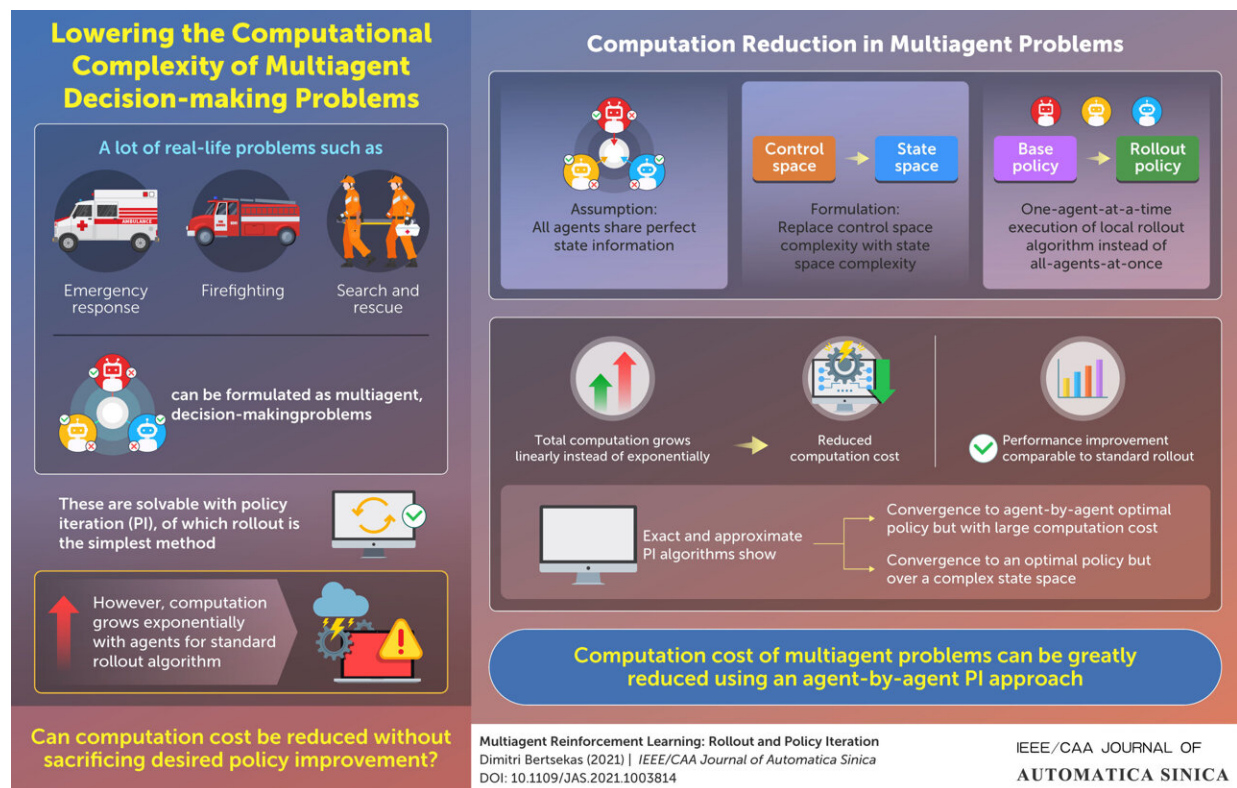 Lowering the Computational
Complexity of Multiagent
Decision-making Problems
A lot of real-life problems such as
AMBULANCE
Emergency
response
Firefighting
Search and
rescue
can be formulated as multiagent,
decision-makingproblems
These are solvable with policy
iteration (PI), of which rollout is
the simplest method
However, computation
grows exponentially
with agents for standard
rollout algorithm
Can computation cost be reduced without
sacrificing desired policy improvement?
Computation Reduction in Multiagent Problems
Assumption:
All agents share perfect
state information
Control
space
State
space
Formulation:
Replace control space
complexity with state
space complexity
Base
policy
Rollout
policy
One-agent-at-a-time
execution of local rollout
algorithm instead of
all-agents-at-once
Total computation grows
linearly instead of exponentially
Reduced
computation cost
Performance improvement
comparable to standard rollout
Exact and approximate
PI algorithms show
Convergence to agent-by-agent optimal
policy but with large computation cost
Convergence to an optimal policy but
over a complex state space
Computation cost of multiagent problems can be greatly
reduced using an agent-by-agent PI approach
Multiagent Reinforcement Learning: Rollout and Policy Iteration
Dimitri Bertsekas (2021) | IEEE/CAA Journal of Automatica Sinica
DOI: 10.1109/JAS.2021.1003814
IEEE/CAA JOURNAL OF
AUTOMATICA SINICA